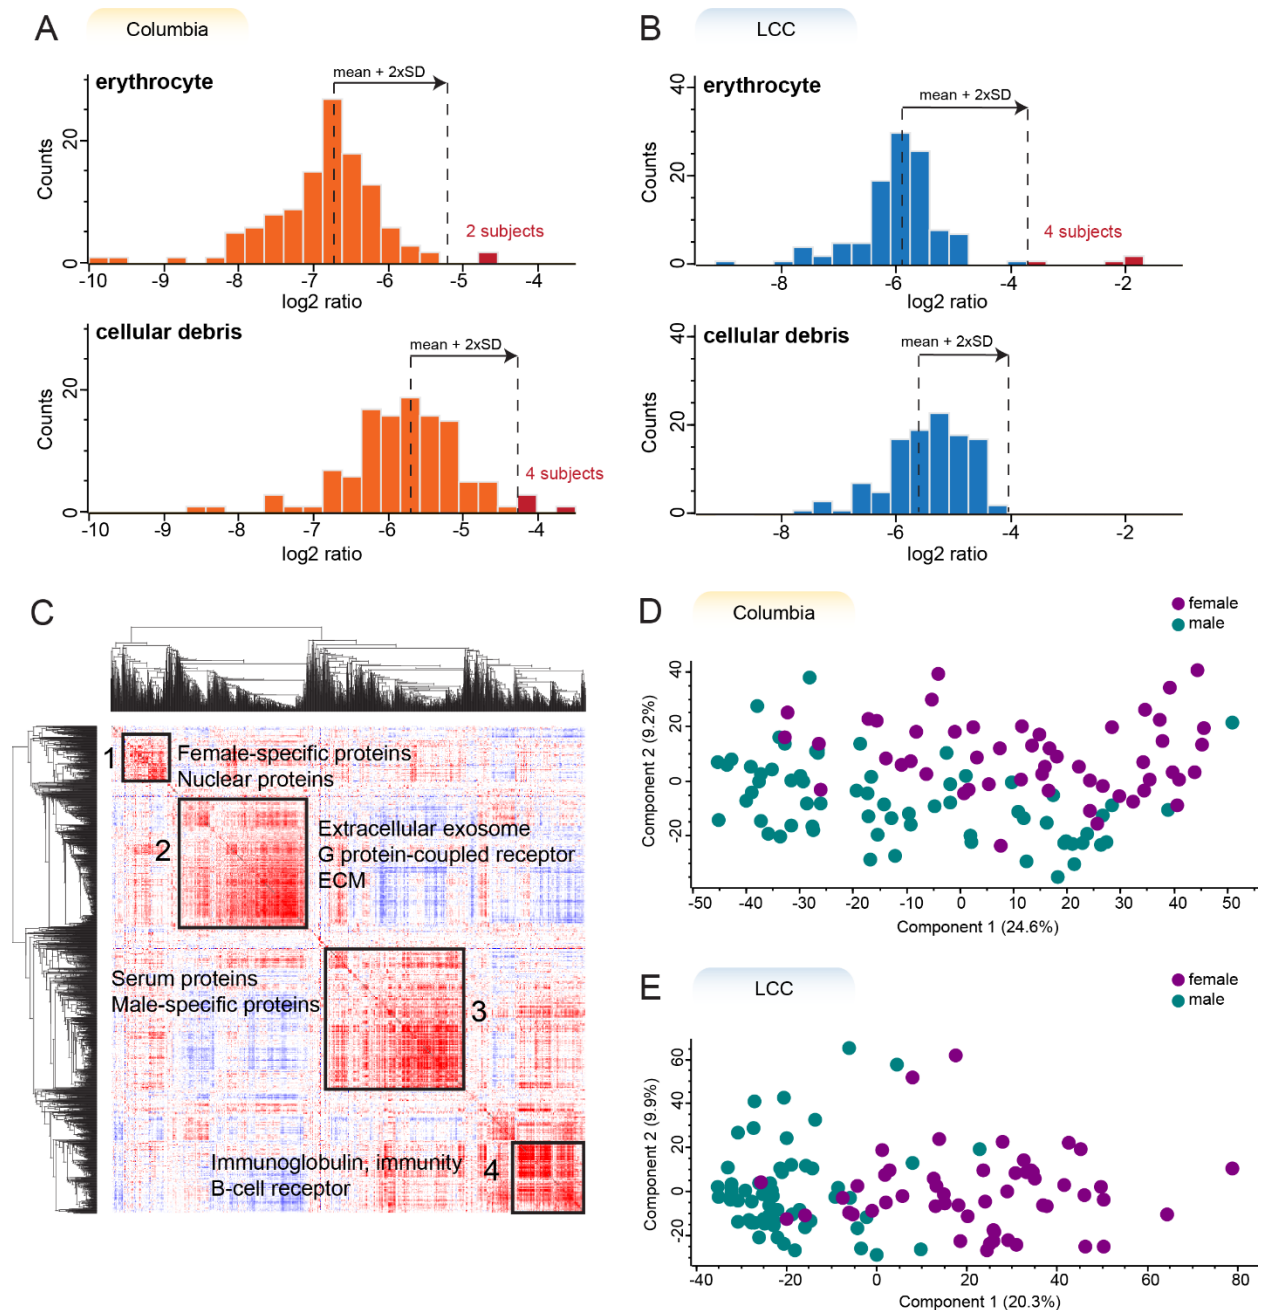 A
Columbia
erythrocyte
mean + 2xSD
Counts
20
0
2 subjects
-10 -9 -8 -7 -6 -5 -4
log2 ratio
cellular debris
mean + 2xSD
Counts
20
0
4 subjects
-10 -9 -8 -7 -6 -5 -4
log2 ratio
B
LCC
erythrocyte
mean + 2xSD
Counts
40
20
0
4 subjects
-8 -6 -4 -2
log2 ratio
cellular debris
mean + 2xSD
Counts
40
20
0
-8 -6 -4 -2
log2 ratio
C
1
Female-specific proteins
Nuclear proteins
2
Extracellular exosome
G protein-coupled receptor
ECM
Serum proteins
Male-specific proteins
3
Immunoglobulin, immunity
B-cell receptor
4
D
Columbia
female
male
Component 2 (9.2%)
40
20
0
-20
-50 -40 -30 -20 -10 0 10 20 30 40 50
Component 1 (24.6%)
E
LCC
female
male
Component 2 (9.9%)
60
40
20
0
-20
-40 -20 0 20 40 60 80
Component 1 (20.3%)